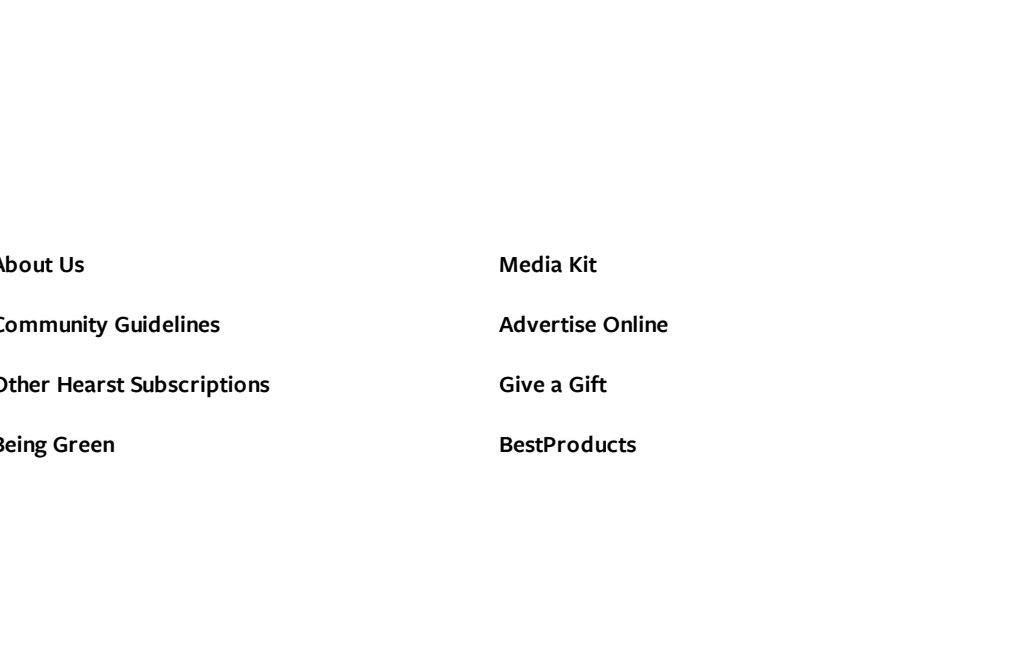 About Us
Community Guidelines
Other Hearst Subscriptions
Being Green
Media Kit
Advertise Online
Give a Gift
BestProducts